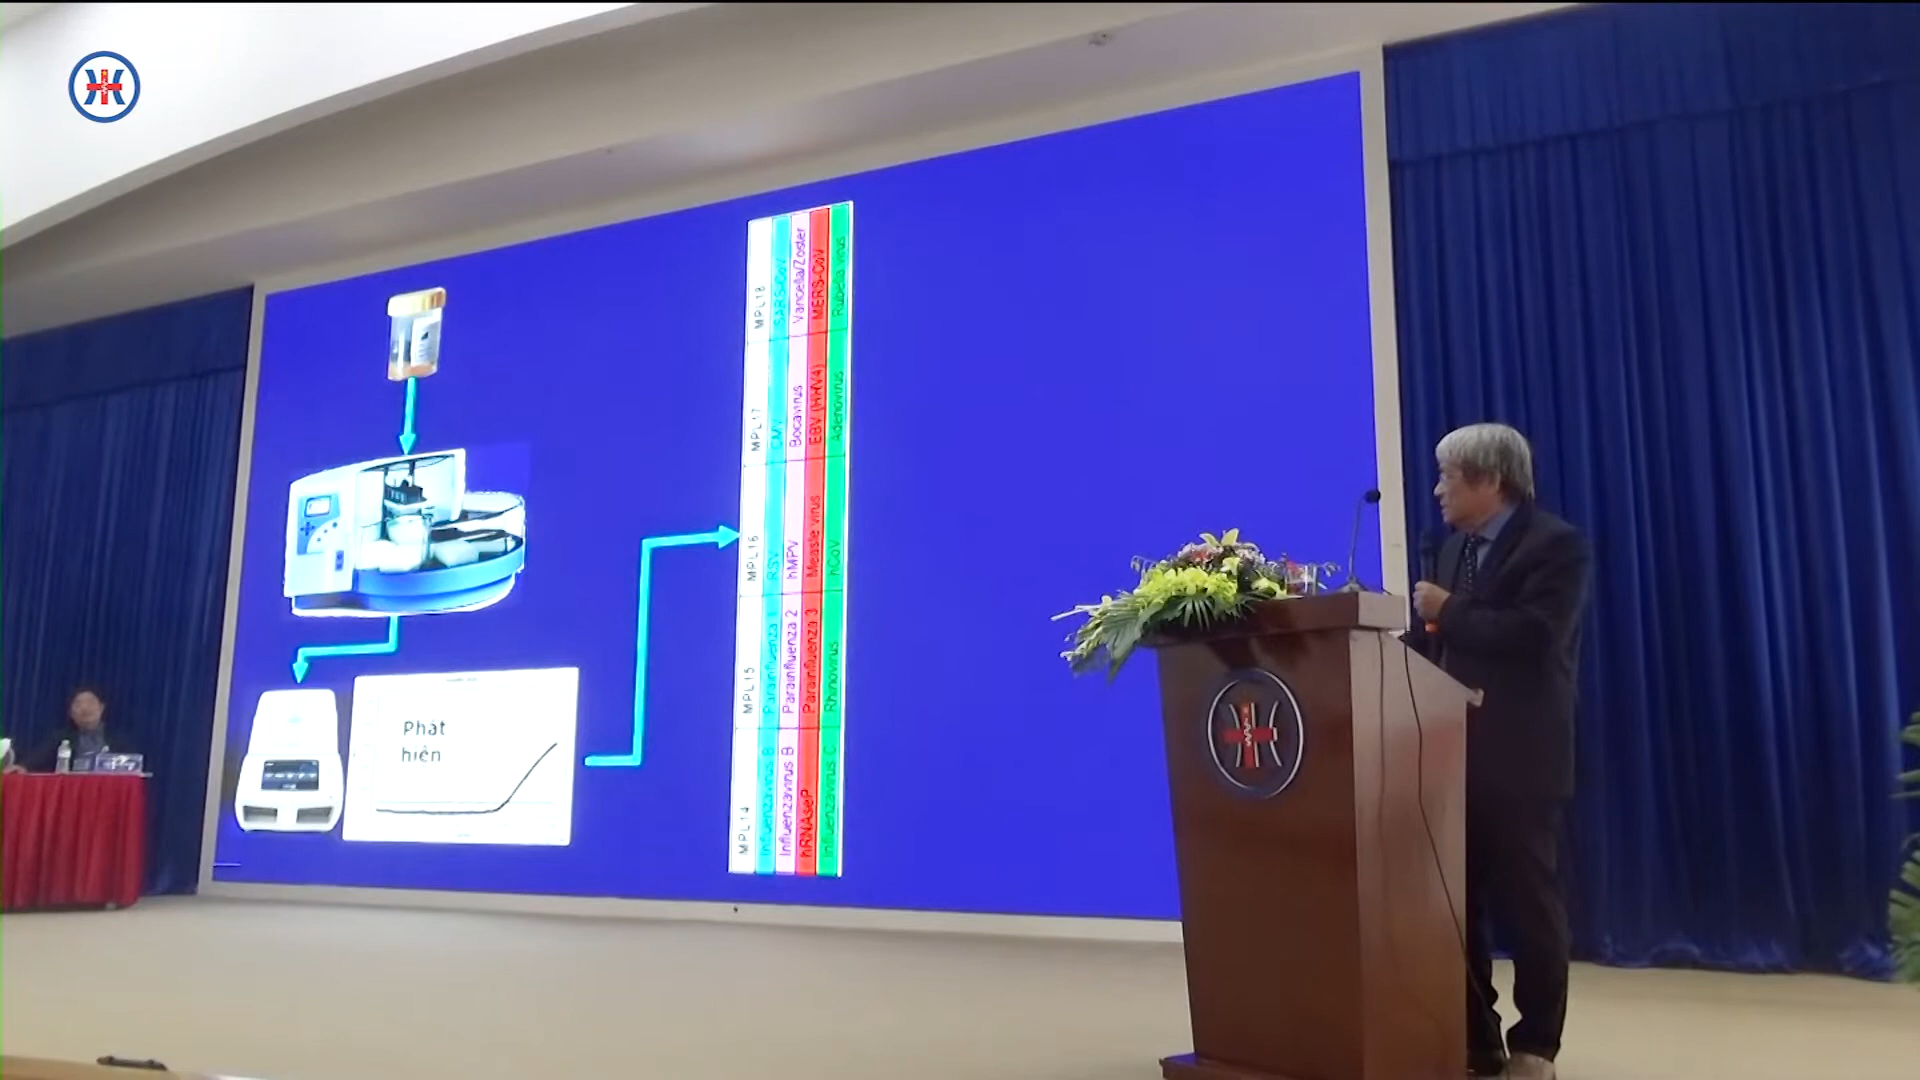 Phát
hiện
MPL14
Influenzavirus B
Influenzavirus B
hRNAseP
Influenzavirus C
MPL15
Parainfluenza 1
Parainfluenza 2
Parainfluenza 3
Rhinovirus
MPL16
RSV
hMPV
Measle virus
hCoV
MPL17
CMV
Bocavirus
EBV (HHV4)
Adenovirus
MPL18
SARS-CoV
Varicella/Zoster
MERS-CoV
Rubella virus